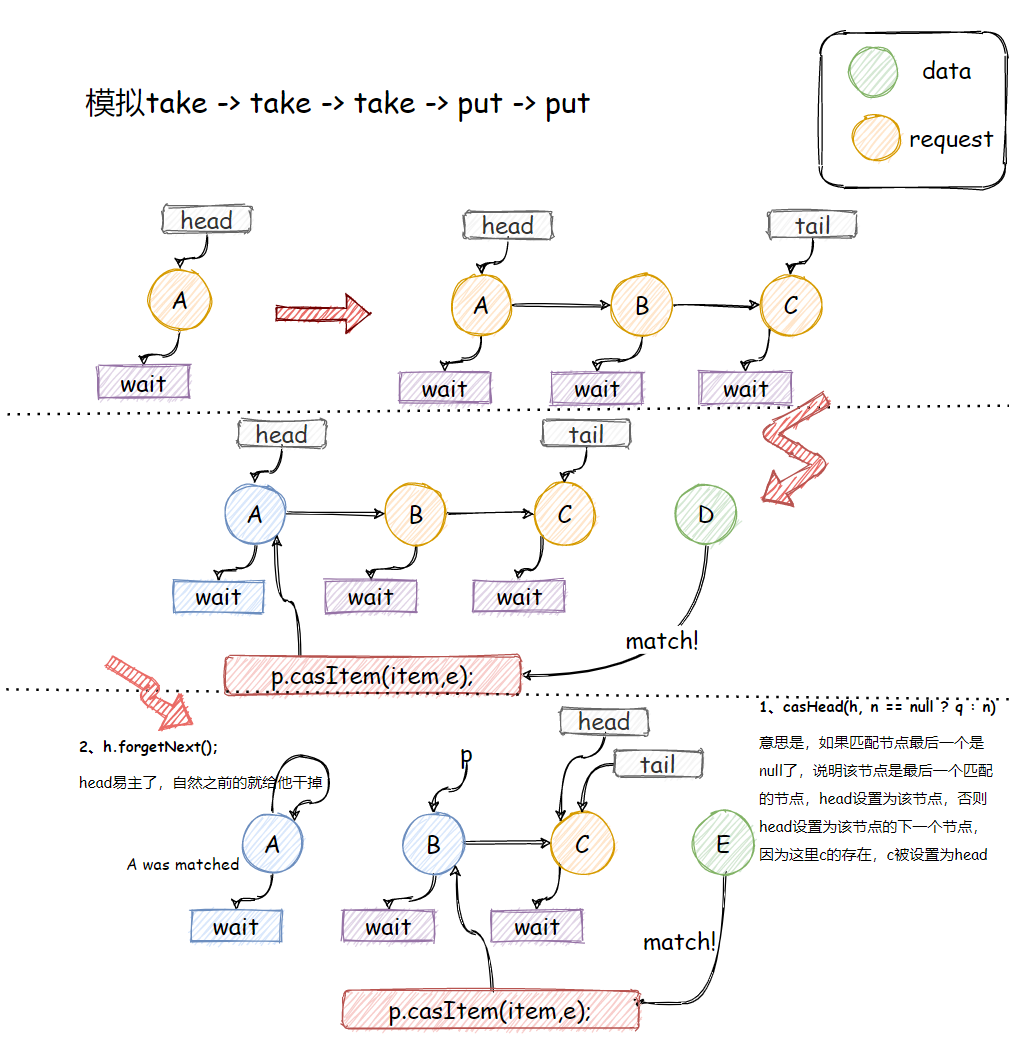 data
模拟take -> take -> take -> put -> put
request
head
head
tail
A
A
B
C
wait
wait
wait
wait
head
tail
A
B
C
D
wait
wait
wait
match!
p.casItem(item,e);
1、casHead(h, n == null ? q : n)
意思是，如果匹配节点最后一个是
null了，说明该节点是最后一个匹配
的节点，head设置为该节点，否则
head设置为该节点的下一个节点，
因为这里c的存在，c被设置为head
2、h.forgetNext();
head易主了，自然之前的就给他干掉
head
p
tail
A
B
C
E
A was matched
wait
wait
wait
match!
p.casItem(item,e);